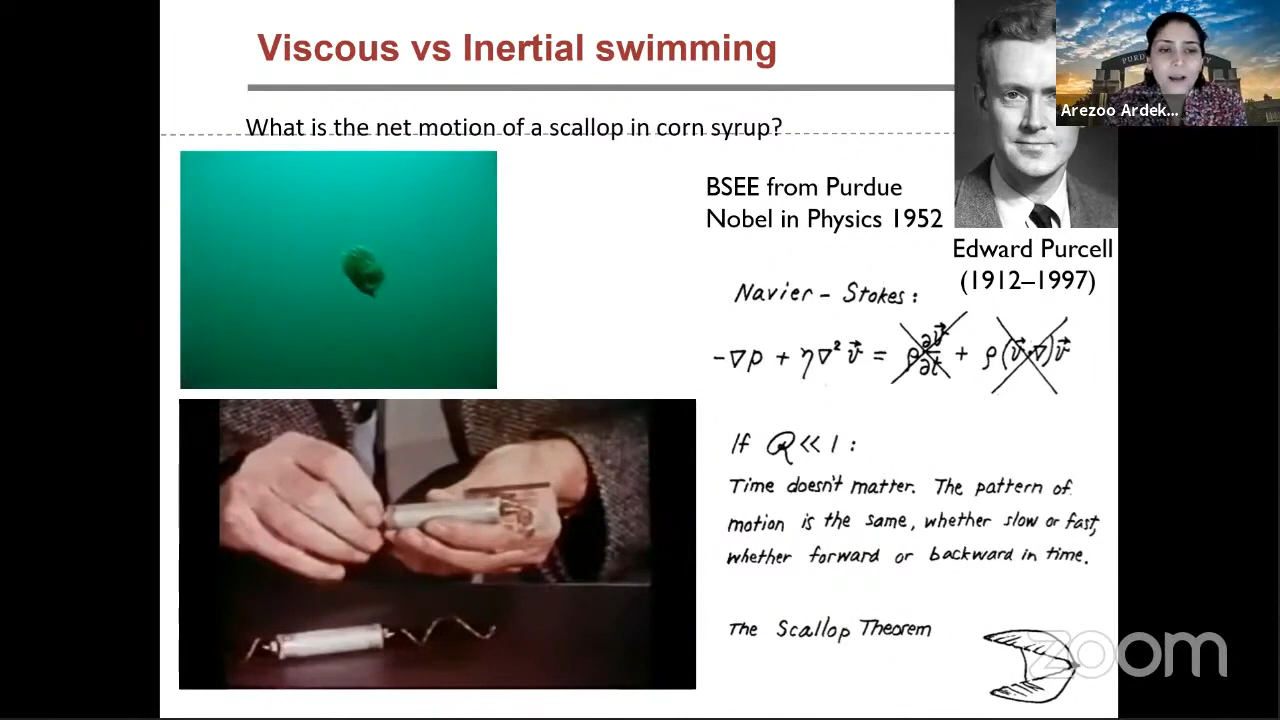 Viscous vs Inertial swimming
PURD
Arezoo Ardek...
What is the net motion of a scallop in corn syrup?
BSEE from Purdue
Nobel in Physics 1952
Edward Purcell
(1912–1997)
Navier - Stokes:
-∇p + η∇² v⃗ = ρ ∂v⃗/∂t + ρ(v⃗·∇)v⃗
If R << 1:
Time doesn't matter. The pattern of
motion is the same, whether slow or fast,
whether forward or backward in time.
The Scallop Theorem
zoom